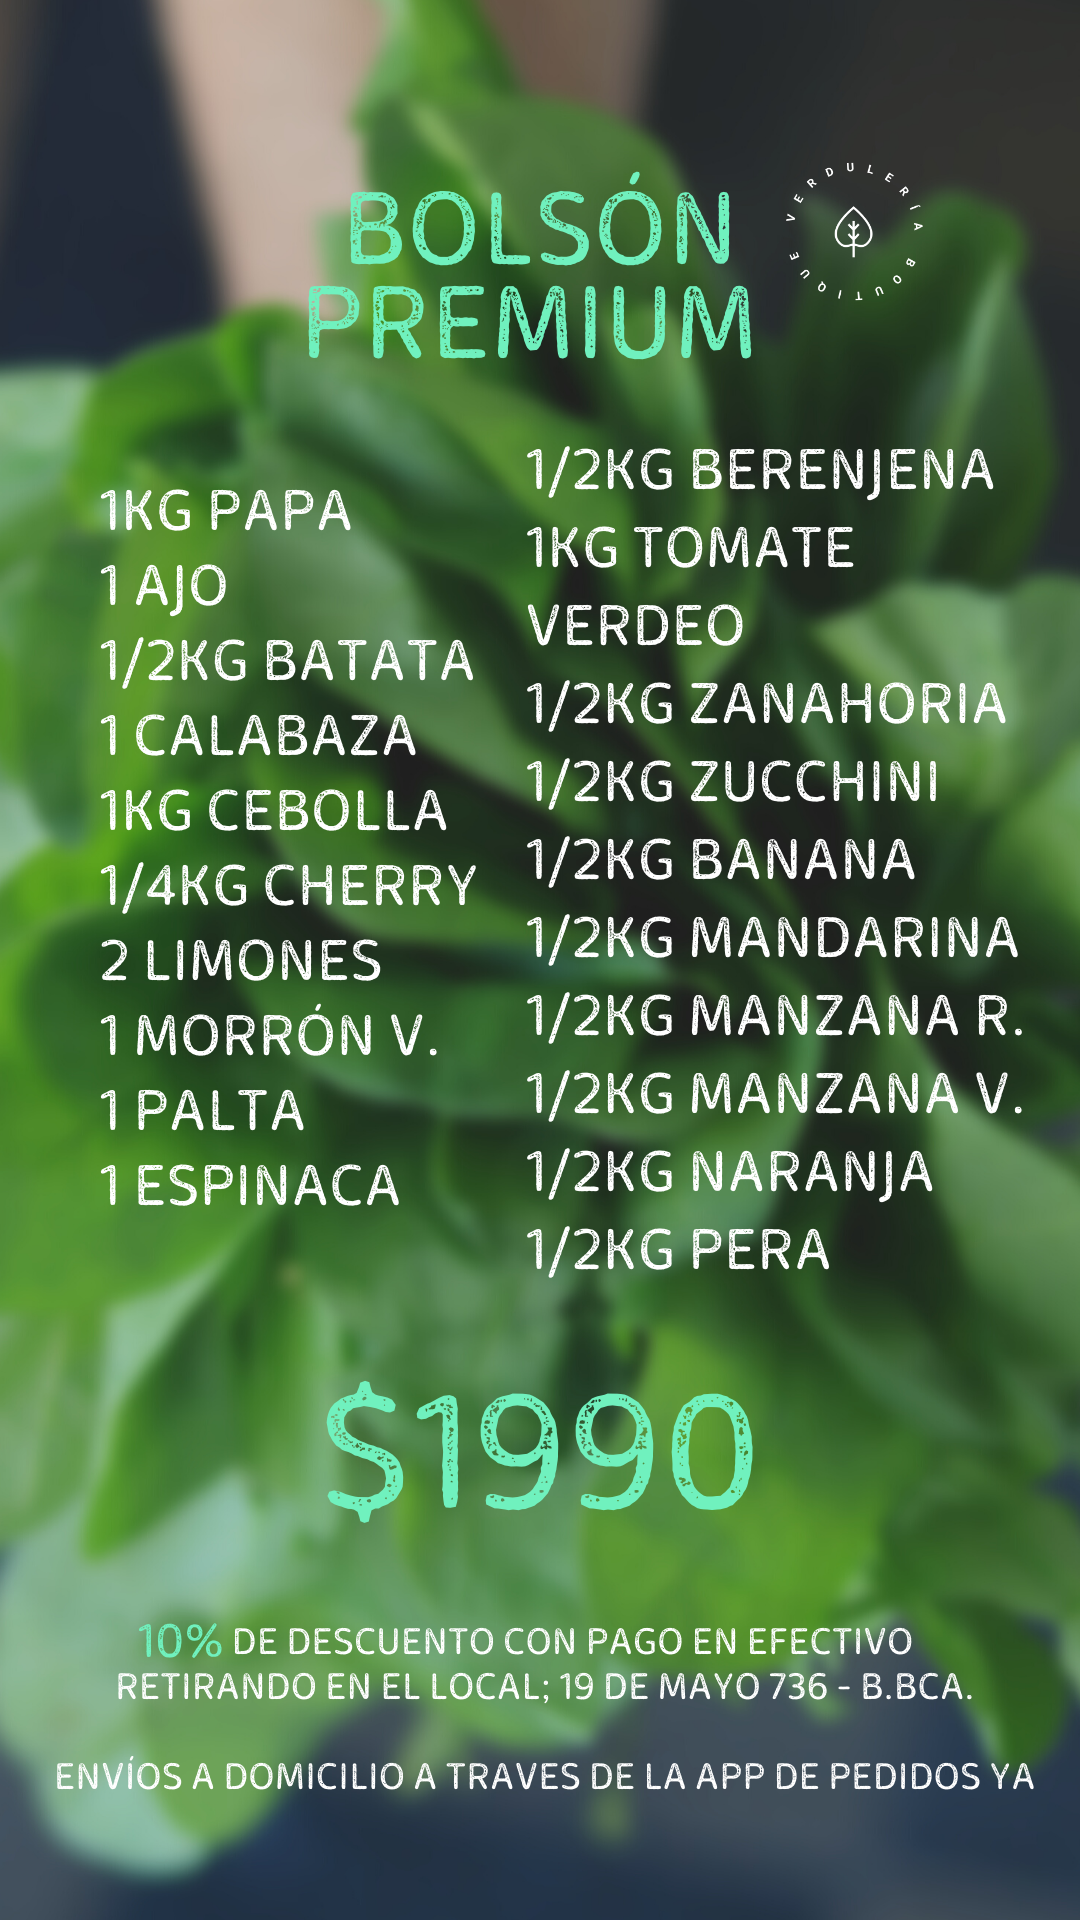 BOLSÓN
PREMIUM
VERDULERÍA BOUTIQUE
1KG PAPA
1 AJO
1/2KG BATATA
1 CALABAZA
1KG CEBOLLA
1/4KG CHERRY
2 LIMONES
1 MORRÓN V.
1 PALTA
1 ESPINACA
1/2KG BERENJENA
1KG TOMATE
VERDEO
1/2KG ZANAHORIA
1/2KG ZUCCHINI
1/2KG BANANA
1/2KG MANDARINA
1/2KG MANZANA R.
1/2KG MANZANA V.
1/2KG NARANJA
1/2KG PERA
$1990
10% DE DESCUENTO CON PAGO EN EFECTIVO
RETIRANDO EN EL LOCAL; 19 DE MAYO 736 - B.BCA.
ENVÍOS A DOMICILIO A TRAVES DE LA APP DE PEDIDOS YA